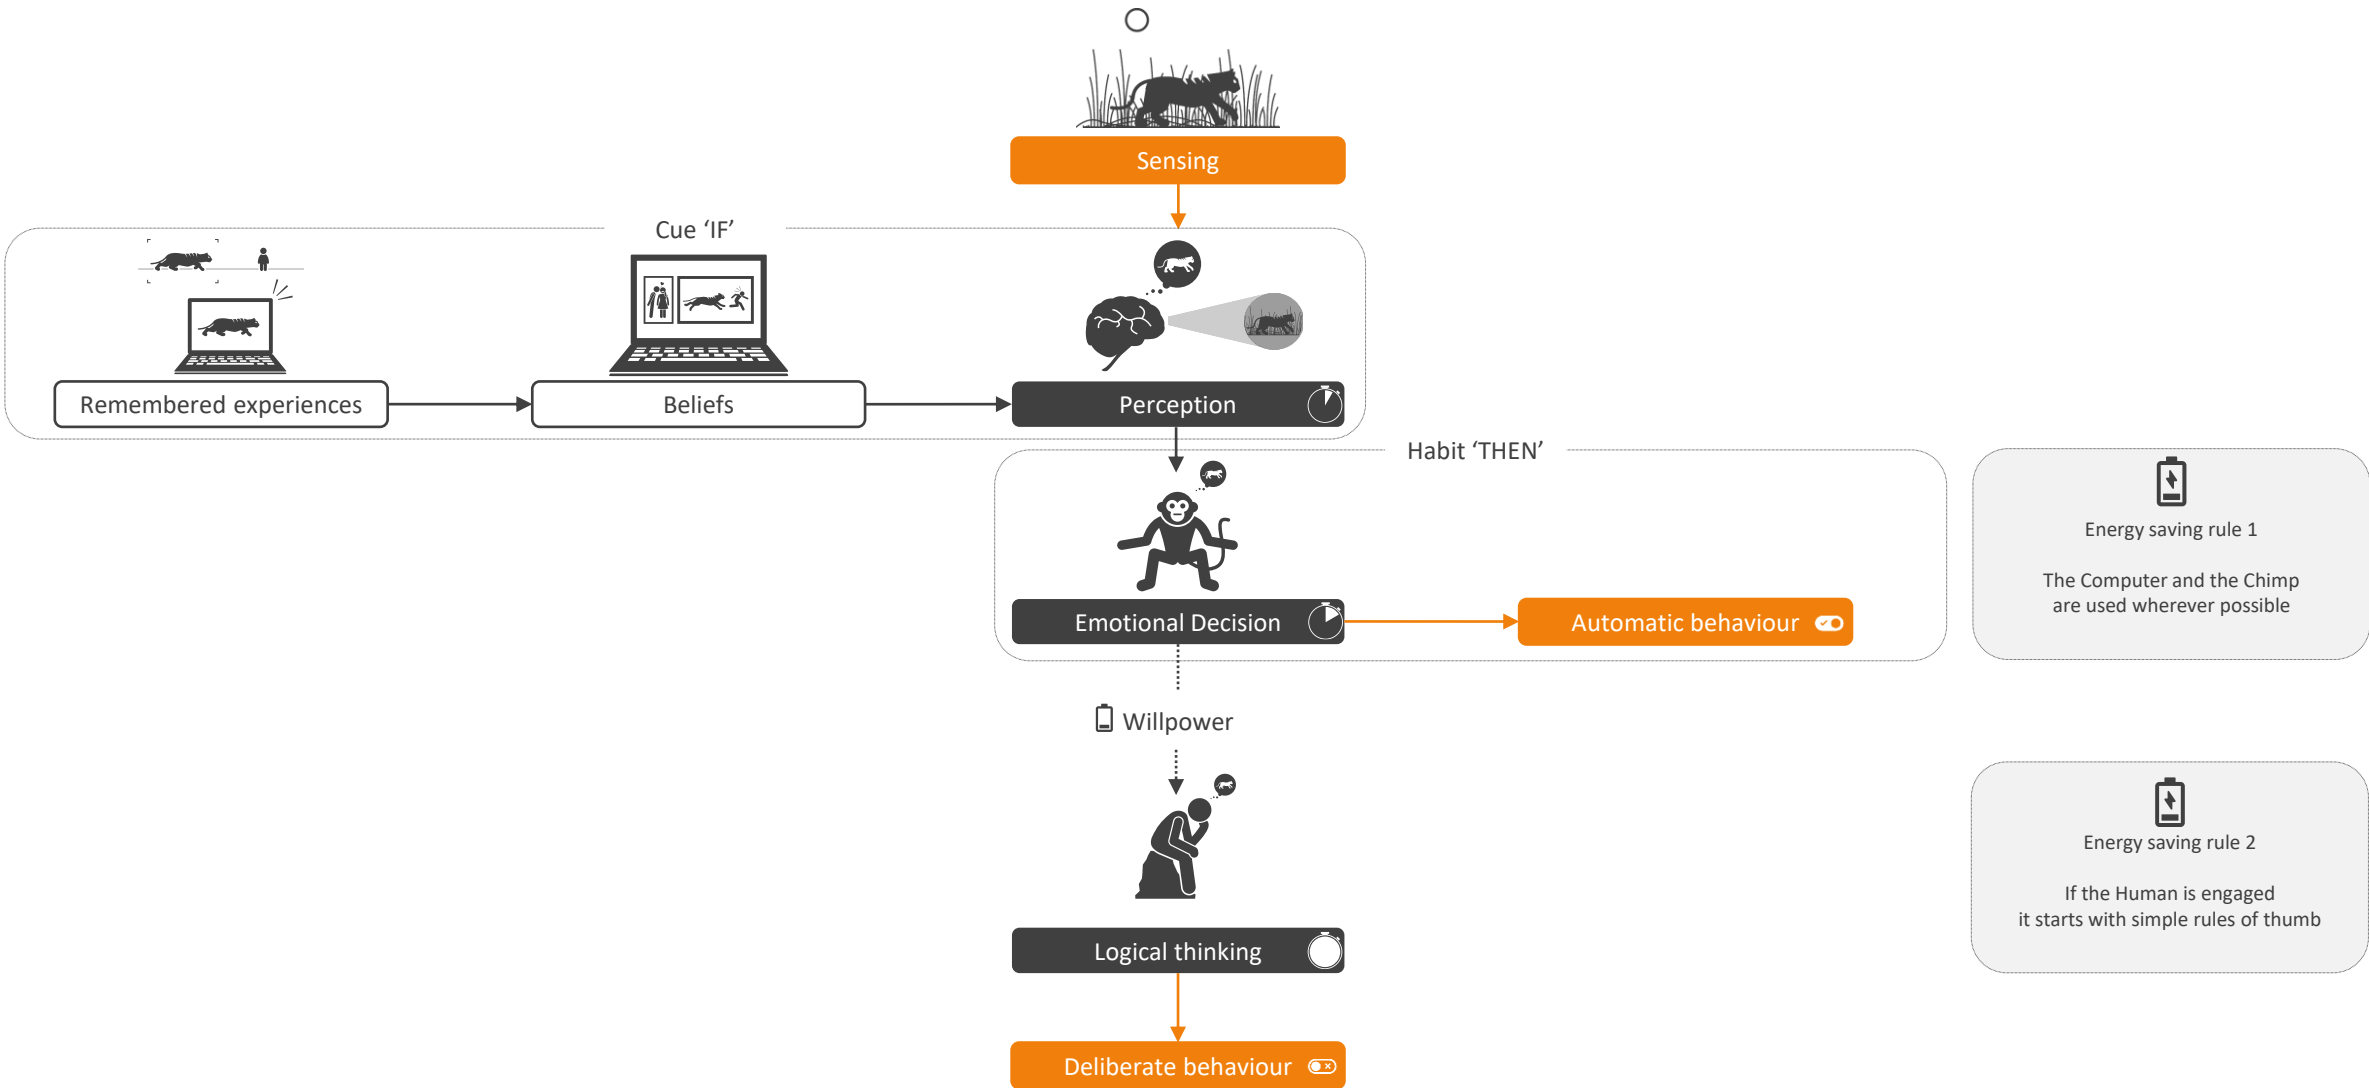 Sensing
Cue ‘IF’
Remembered experiences
Beliefs
Perception
Habit ‘THEN’
Emotional Decision
Automatic behaviour
Energy saving rule 1
The Computer and the Chimp
are used wherever possible
Willpower
Energy saving rule 2
If the Human is engaged
it starts with simple rules of thumb
Logical thinking
Deliberate behaviour